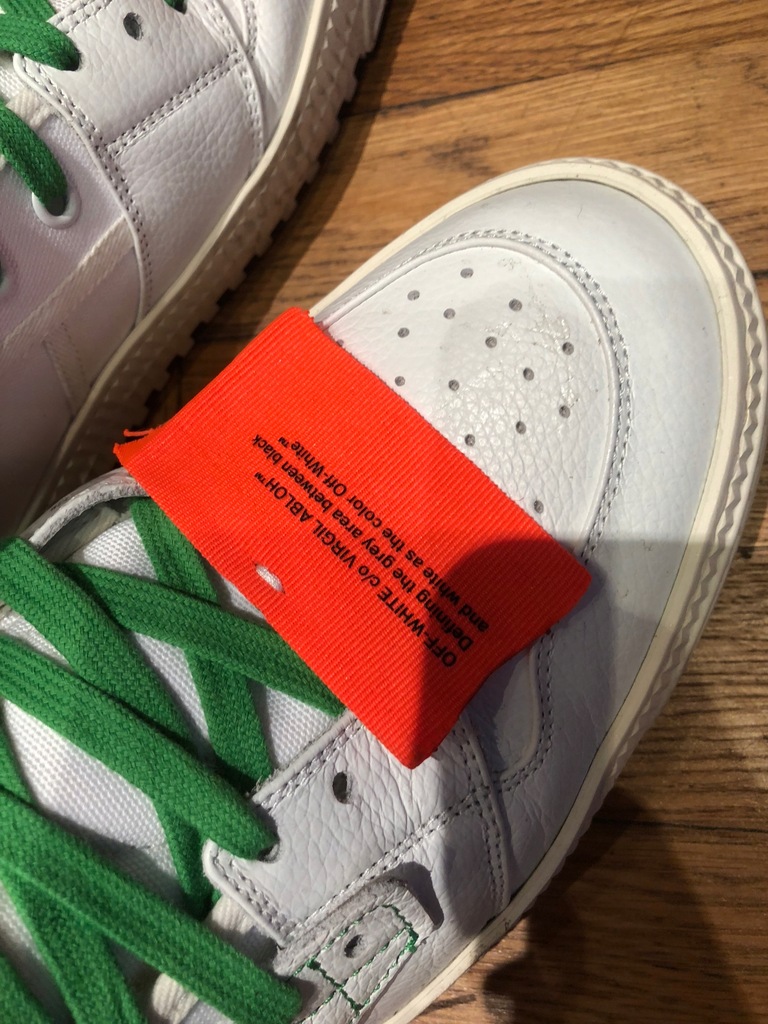 OFF-WHITE c/o VIRGIL ABLOH™
Defining the grey area between black
and white as the color Off-White™